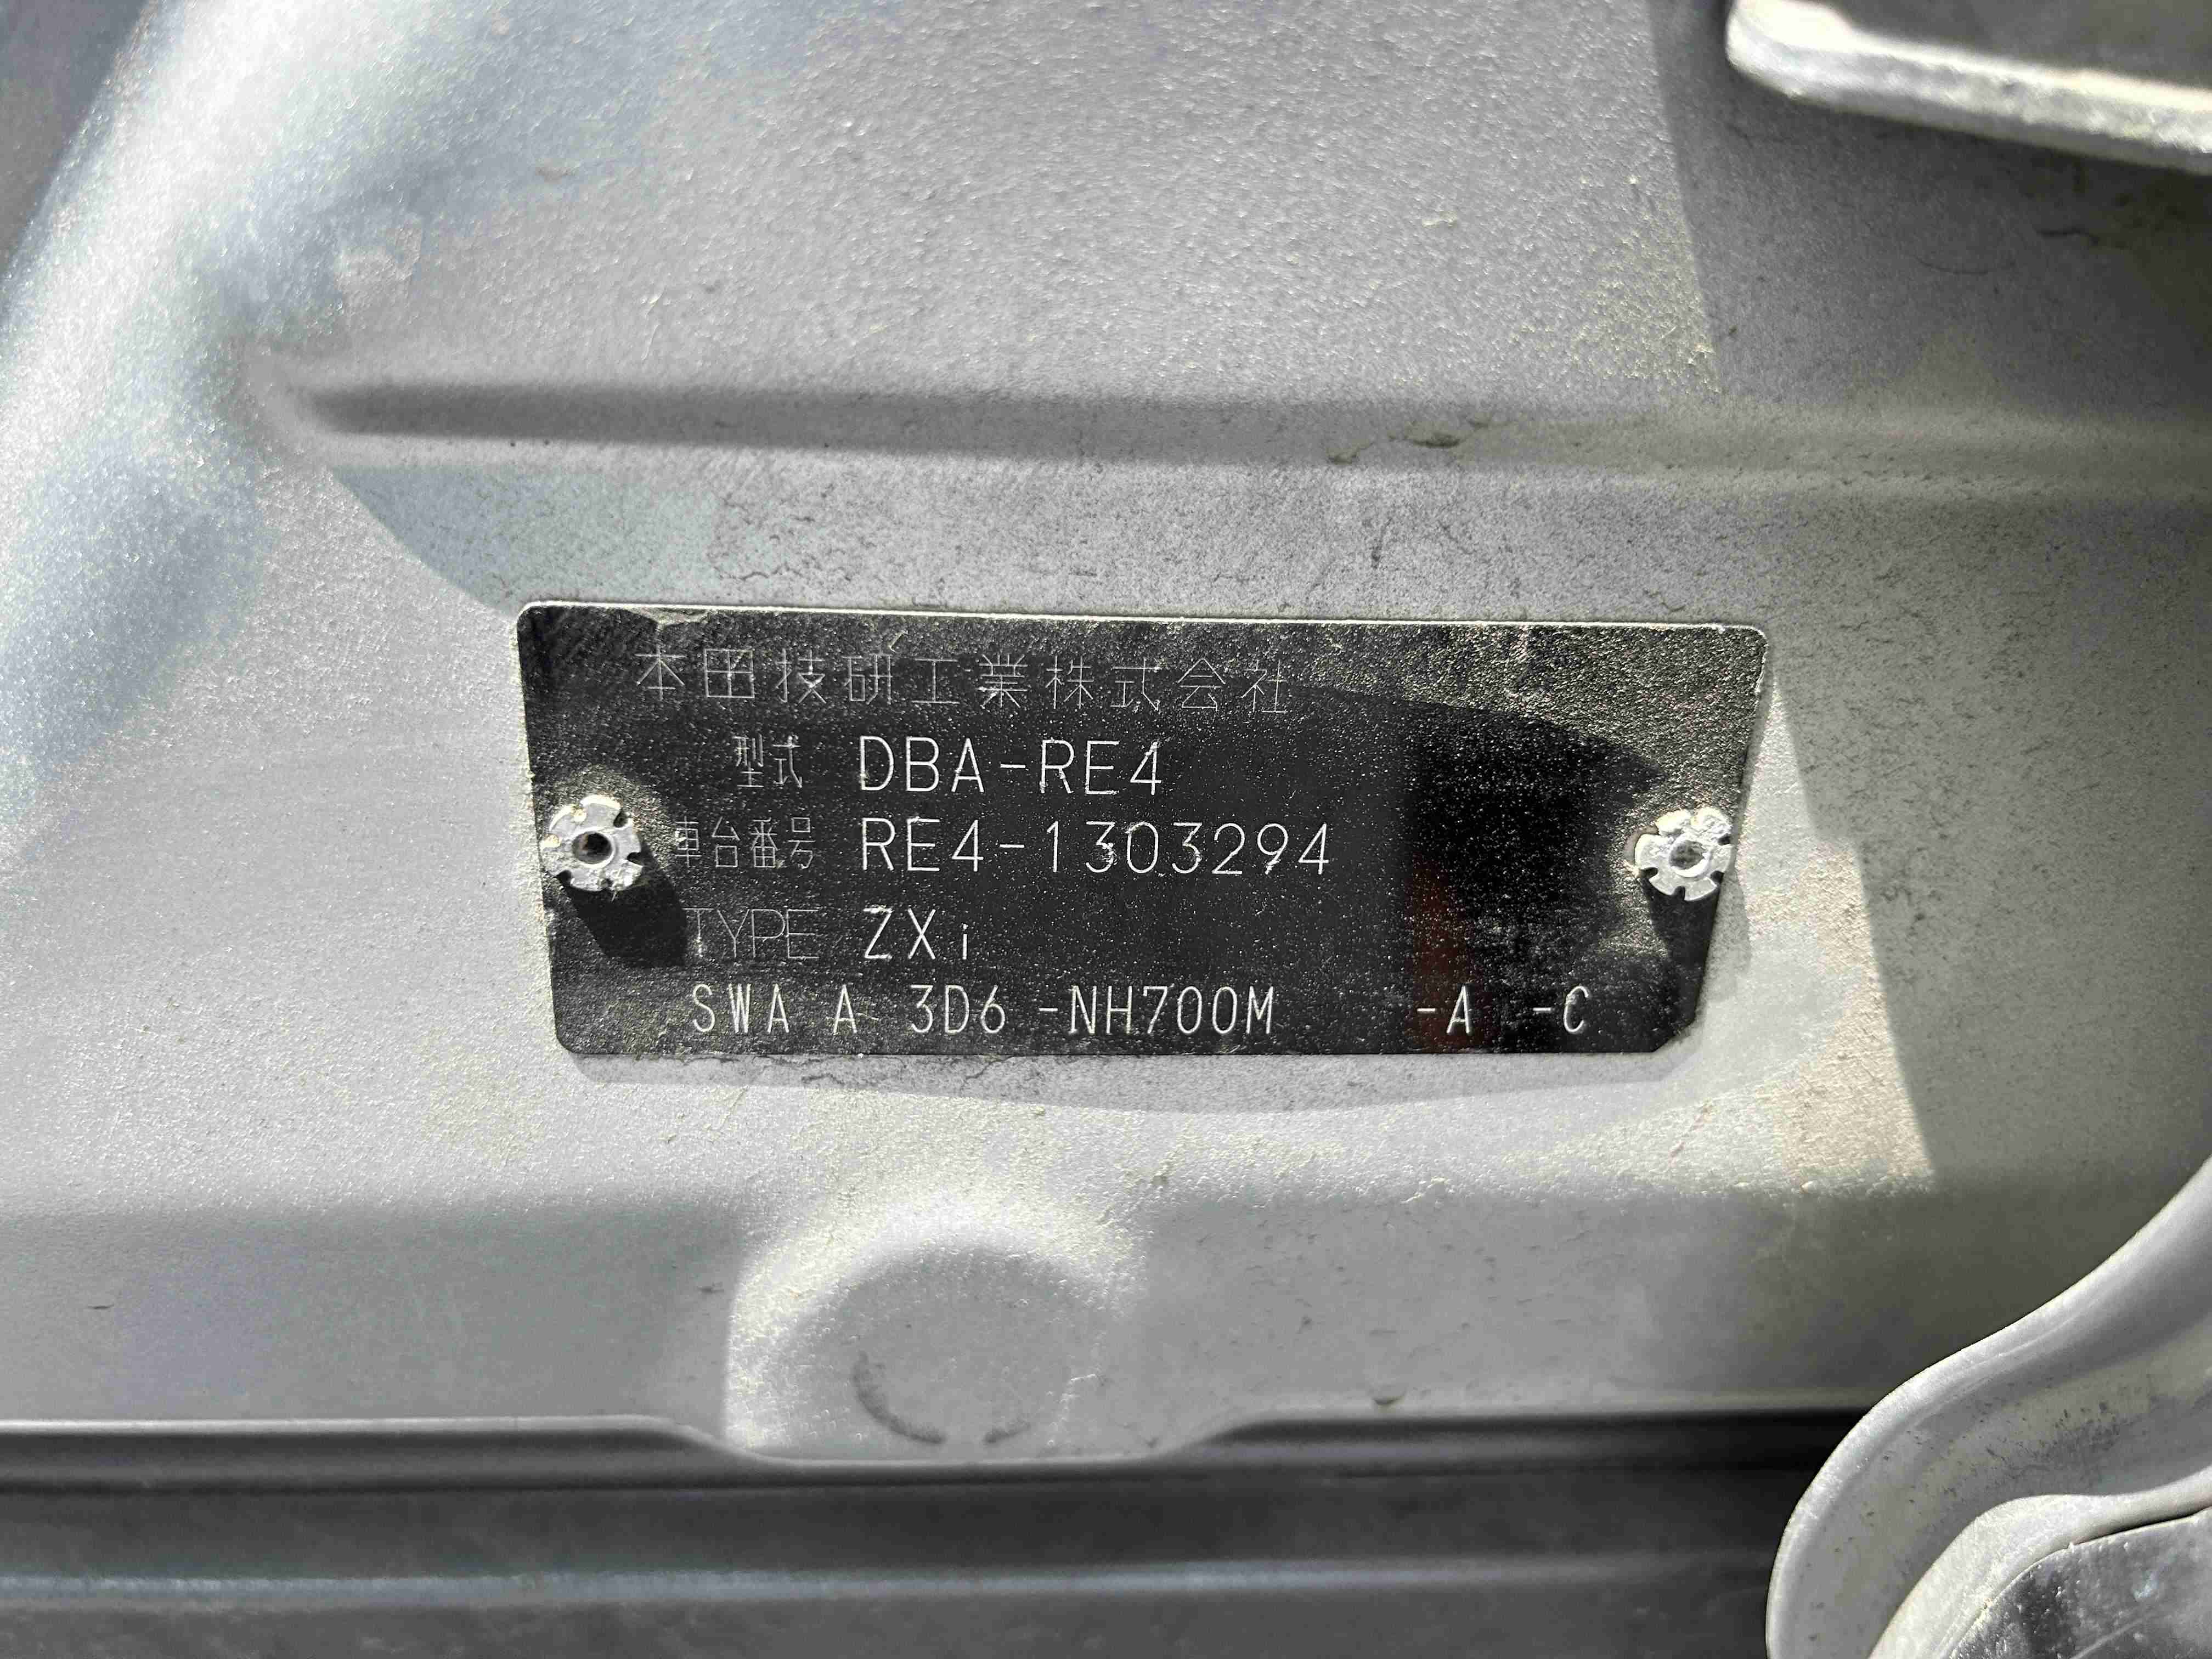 本田技研工業株式会社
型式 DBA-RE4
車台番号 RE4-1303294
TYPE ZXi
SWA A 3D6 -NH700M -A -C